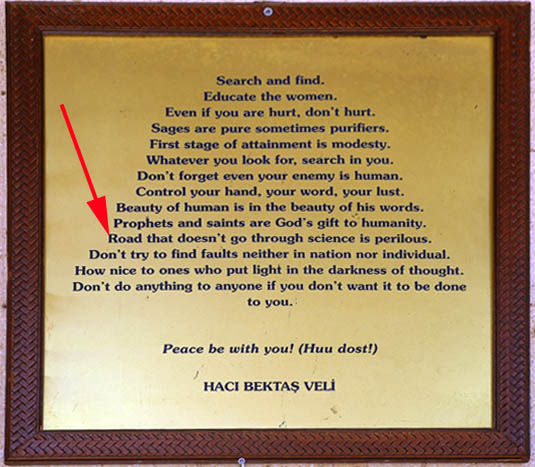 Search and find.
Educate the women.
Even if you are hurt, don't hurt.
Sages are pure sometimes purifiers.
First stage of attainment is modesty.
Whatever you look for, search in you.
Don't forget even your enemy is human.
Control your hand, your word, your lust.
Beauty of human is in the beauty of his words.
Prophets and saints are God's gift to humanity.
Road that doesn't go through science is perilous.
Don't try to find faults neither in nation nor individual.
How nice to ones who put light in the darkness of thought.
Don't do anything to anyone if you don't want it to be done
to you.
Peace be with you! (Huu dost!)
HACI BEKTAŞ VELİ